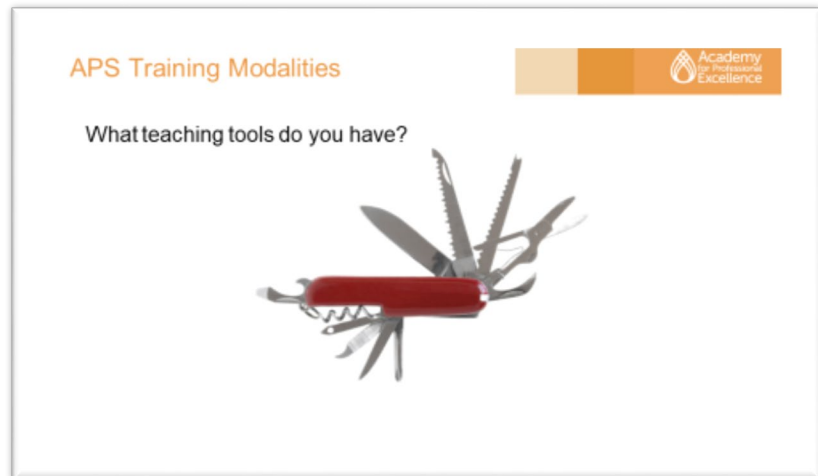 APS Training Modalities
Academy
for Professional
Excellence
What teaching tools do you have?